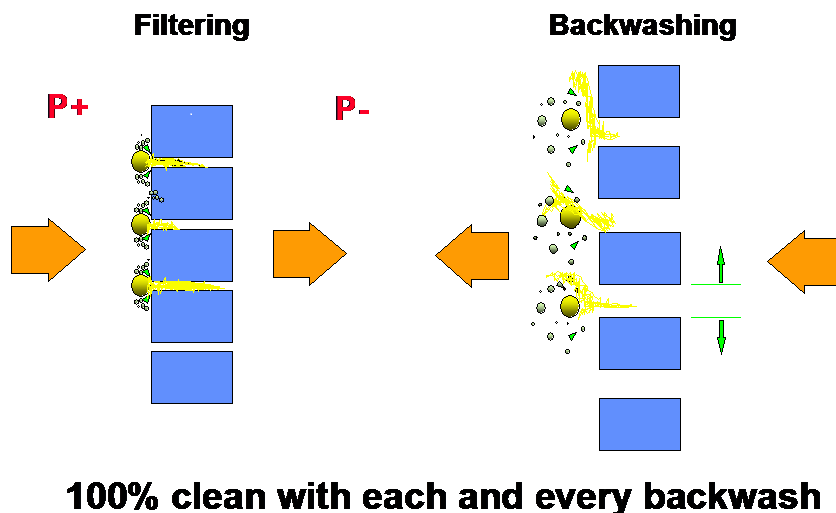 Filtering
Backwashing
P+
P-
100% clean with each and every backwash